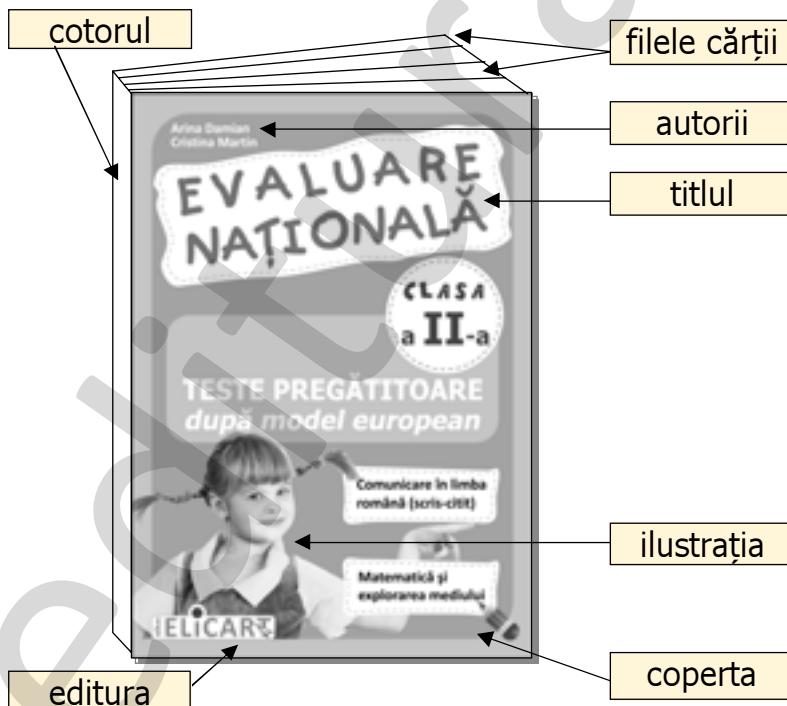 cotorul
filele cărții
autorii
titlul
Arina Damian
Cristina Martin
EVALUARE
NAȚIONALĂ
CLASA
a II-a
TESTE PREGĂTITOARE
după model european
Comunicare în limba
română (scris-citit)
Matematică și
explorarea mediului
ELICART
ilustrația
coperta
editura